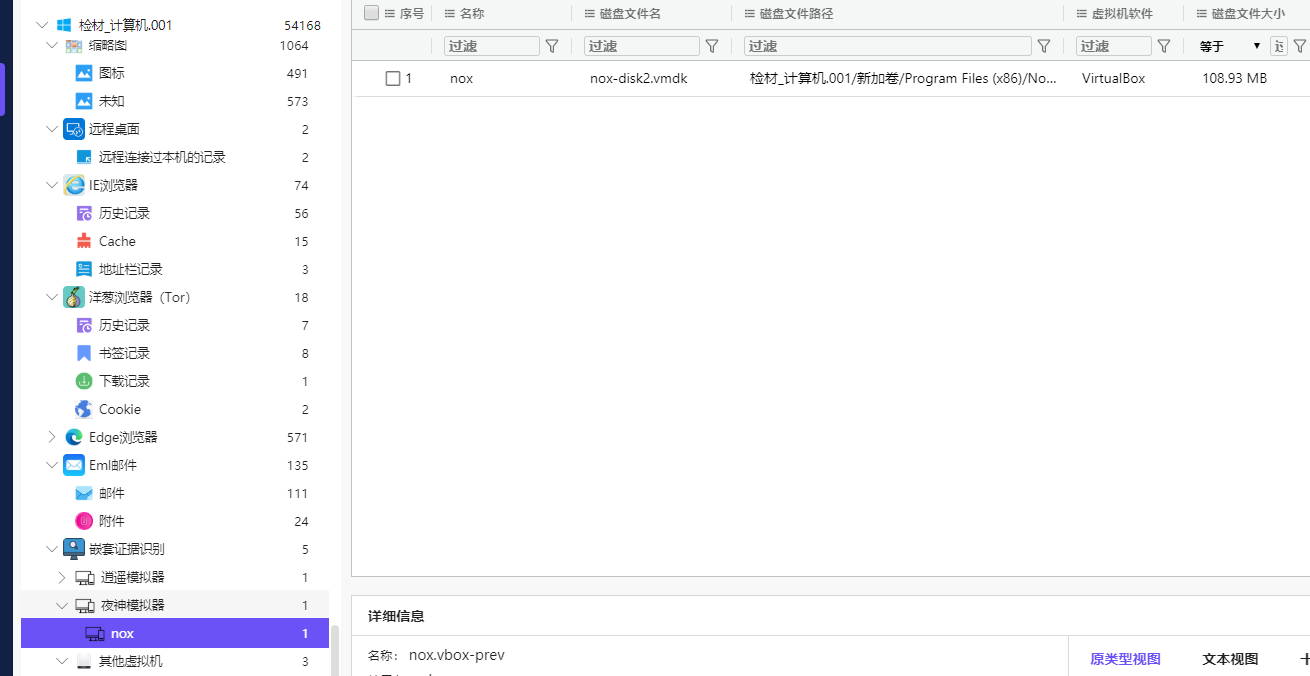 检材_计算机.001 54168
缩略图 1064
图标 491
未知 573
远程桌面 2
远程连接过本机的记录 2
IE浏览器 74
历史记录 56
Cache 15
地址栏记录 3
洋葱浏览器（Tor） 18
历史记录 7
书签记录 8
下载记录 1
Cookie 2
Edge浏览器 571
Eml邮件 135
邮件 111
附件 24
嵌套证据识别 5
逍遥模拟器 1
夜神模拟器 1
nox 1
其他虚拟机 3
序号 名称 磁盘文件名 磁盘文件路径 虚拟机软件 磁盘文件大小
过滤 过滤 过滤 过滤 等于
1 nox nox-disk2.vmdk 检材_计算机.001/新加卷/Program Files (x86)/No... VirtualBox 108.93 MB
详细信息
名称： nox.vbox-prev
原类型视图 文本视图